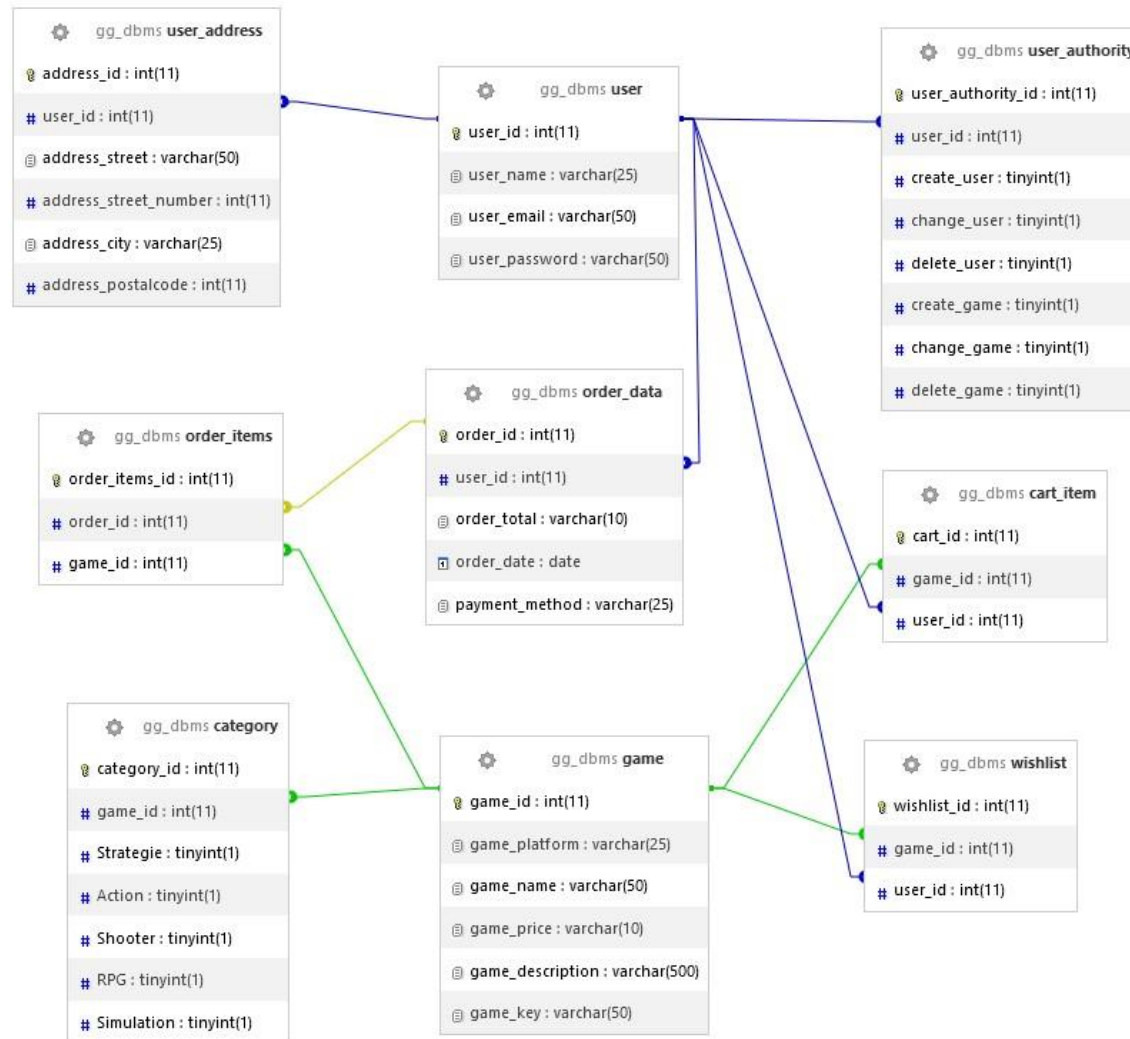 gg_dbms user_address
address_id : int(11)
# user_id : int(11)
address_street : varchar(50)
# address_street_number : int(11)
address_city : varchar(25)
# address_postalcode : int(11)
gg_dbms user
user_id : int(11)
user_name : varchar(25)
user_email : varchar(50)
user_password : varchar(50)
gg_dbms user_authority
user_authority_id : int(11)
# user_id : int(11)
# create_user : tinyint(1)
# change_user : tinyint(1)
# delete_user : tinyint(1)
# create_game : tinyint(1)
# change_game : tinyint(1)
# delete_game : tinyint(1)
gg_dbms order_items
order_items_id : int(11)
# order_id : int(11)
# game_id : int(11)
gg_dbms order_data
order_id : int(11)
# user_id : int(11)
order_total : varchar(10)
order_date : date
payment_method : varchar(25)
gg_dbms cart_item
cart_id : int(11)
# game_id : int(11)
# user_id : int(11)
gg_dbms category
category_id : int(11)
# game_id : int(11)
# Strategie : tinyint(1)
# Action : tinyint(1)
# Shooter : tinyint(1)
# RPG : tinyint(1)
# Simulation : tinyint(1)
gg_dbms game
game_id : int(11)
game_platform : varchar(25)
game_name : varchar(50)
game_price : varchar(10)
game_description : varchar(500)
game_key : varchar(50)
gg_dbms wishlist
wishlist_id : int(11)
# game_id : int(11)
# user_id : int(11)